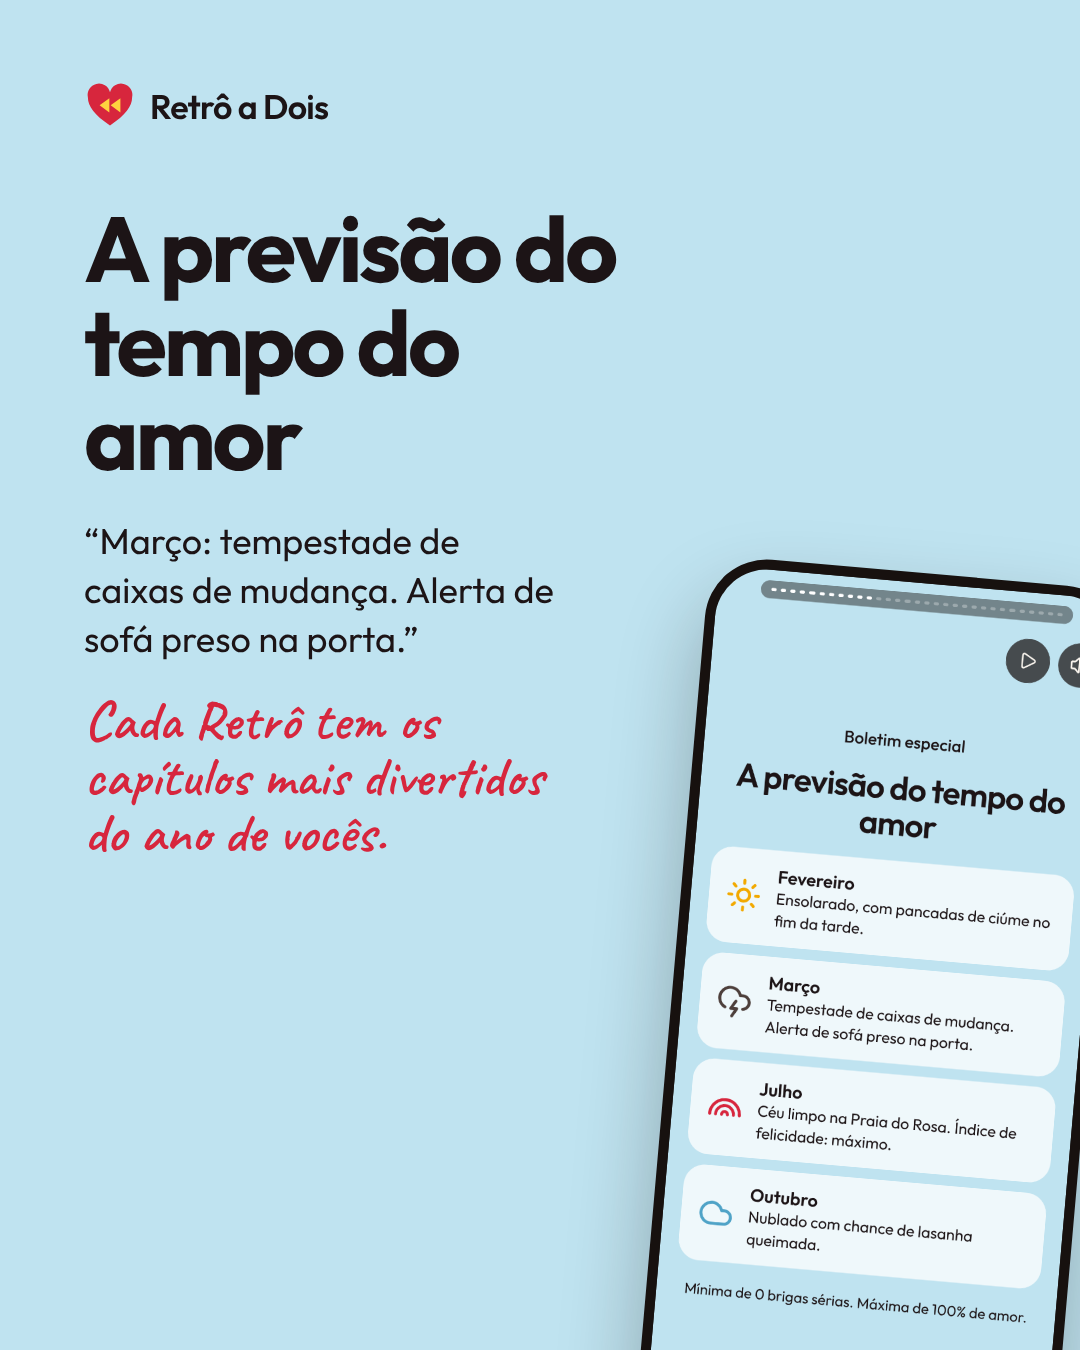 Retrô a Dois
A previsão do
tempo do
amor
“Março: tempestade de
caixas de mudança. Alerta de
sofá preso na porta.”
Cada Retrô tem os
capítulos mais divertidos
do ano de vocês.
Boletim especial
A previsão do tempo do
amor
Fevereiro
Ensolarado, com pancadas de ciúme no
fim da tarde.
Março
Tempestade de caixas de mudança.
Alerta de sofá preso na porta.
Julho
Céu limpo na Praia do Rosa. Índice de
felicidade: máximo.
Outubro
Nublado com chance de lasanha
queimada.
Mínima de 0 brigas sérias. Máxima de 100% de amor.